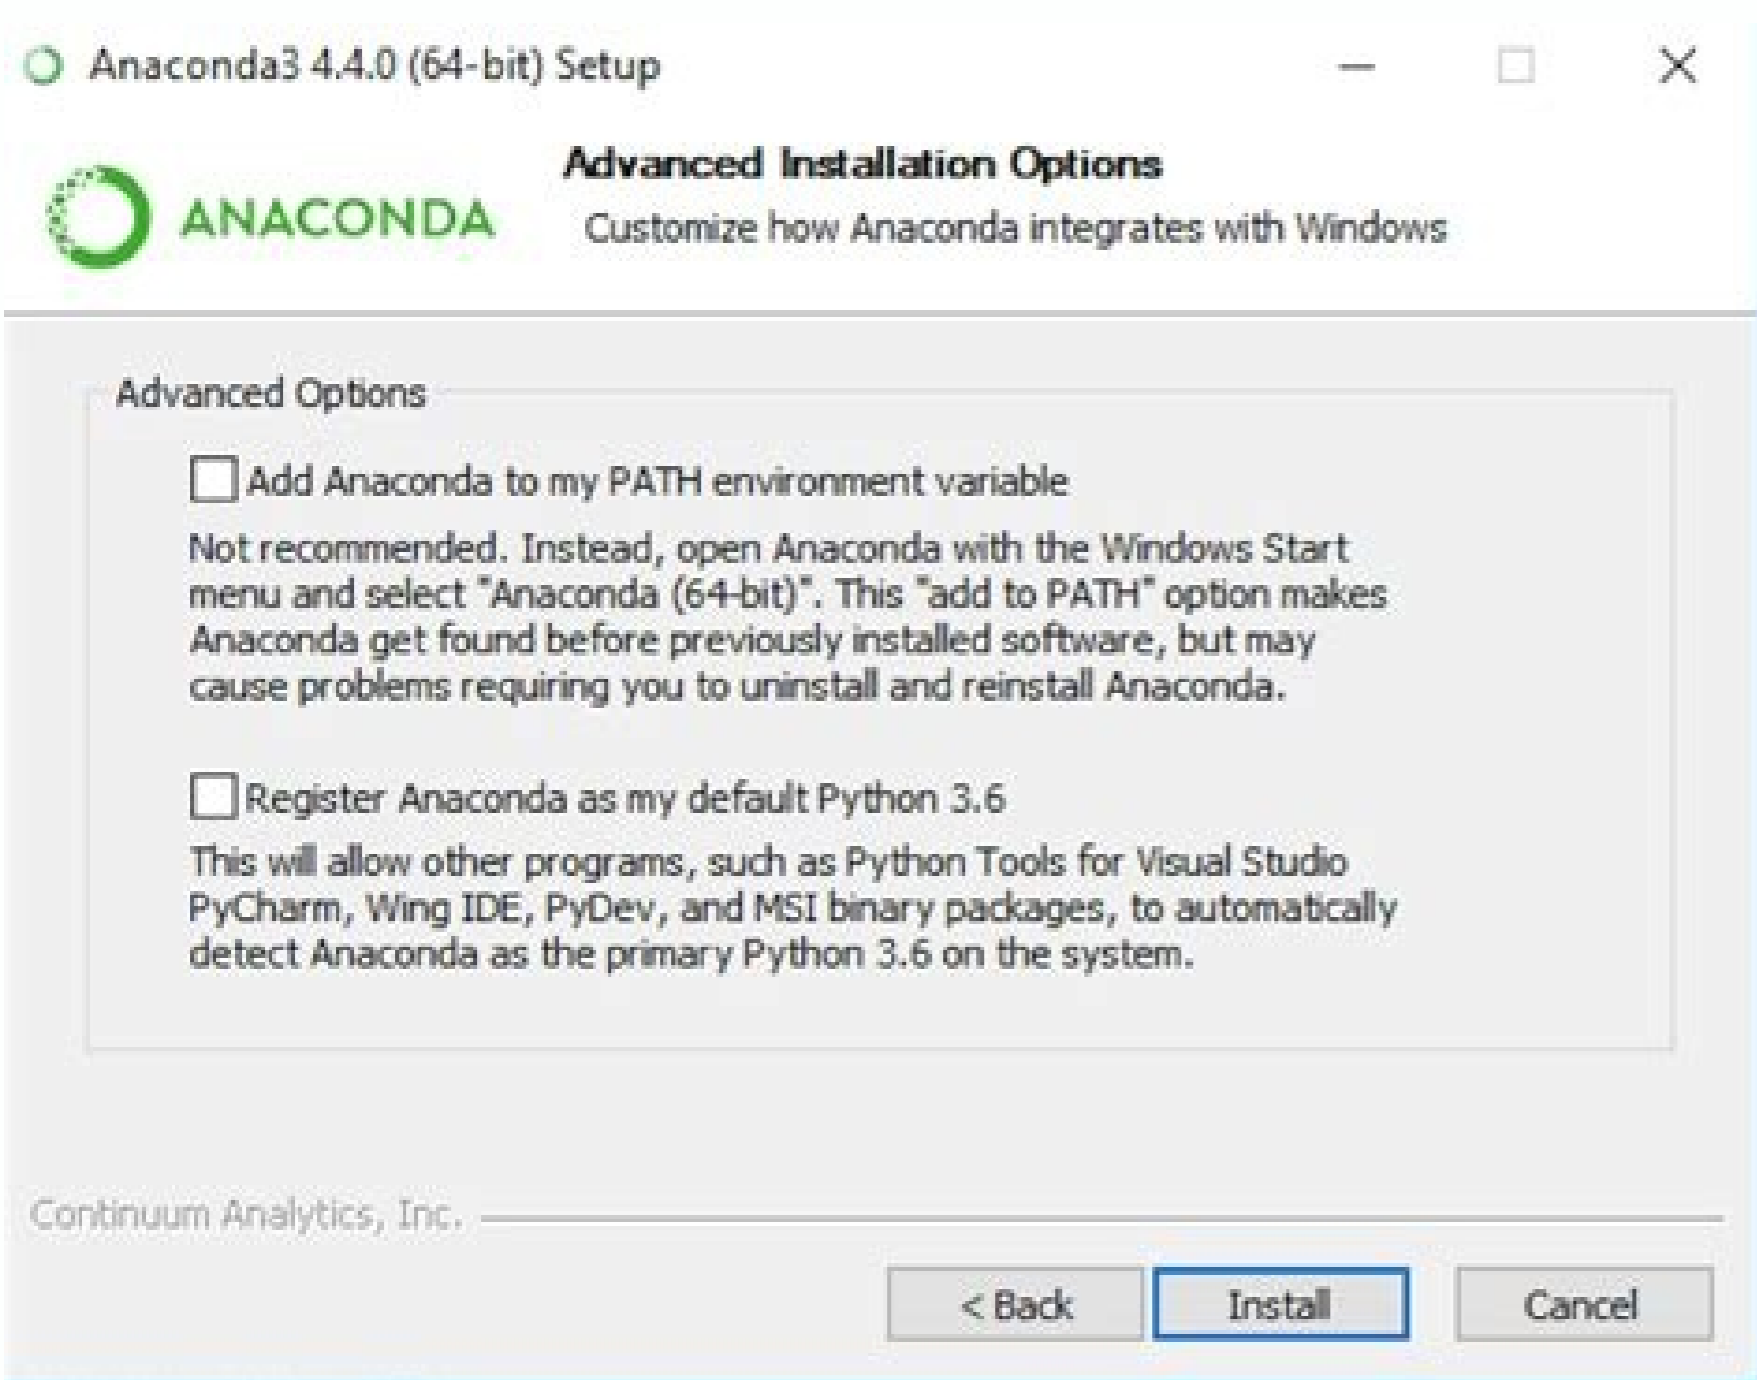 Anaconda3 4.4.0 (64-bit) Setup
ANACONDA
Advanced Installation Options
Customize how Anaconda integrates with Windows
Advanced Options
Add Anaconda to my PATH environment variable
Not recommended. Instead, open Anaconda with the Windows Start
menu and select "Anaconda (64-bit)". This "add to PATH" option makes
Anaconda get found before previously installed software, but may
cause problems requiring you to uninstall and reinstall Anaconda.
Register Anaconda as my default Python 3.6
This will allow other programs, such as Python Tools for Visual Studio
PyCharm, Wing IDE, PyDev, and MSI binary packages, to automatically
detect Anaconda as the primary Python 3.6 on the system.
Continuum Analytics, Inc.
< Back
Install
Cancel